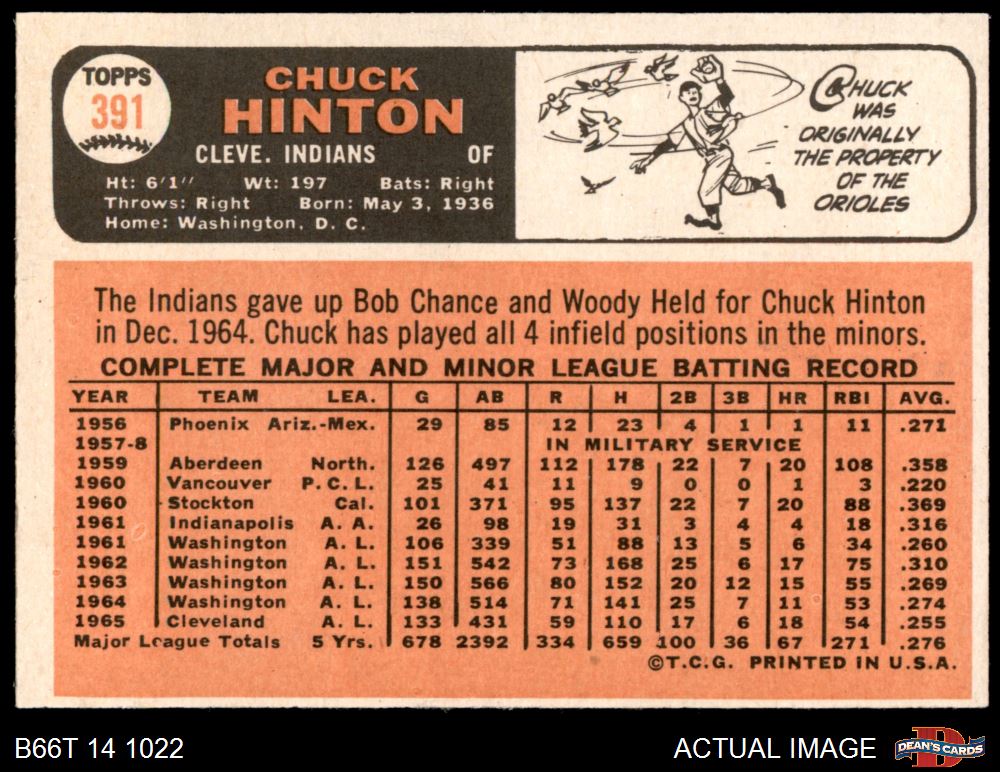 TOPPS
391
CHUCK
HINTON
CLEVE. INDIANS OF
Ht: 6'1" Wt: 197 Bats: Right
Throws: Right Born: May 3, 1936
Home: Washington, D. C.
CHUCK
WAS
ORIGINALLY
THE PROPERTY
OF THE
ORIOLES
The Indians gave up Bob Chance and Woody Held for Chuck Hinton
in Dec. 1964. Chuck has played all 4 infield positions in the minors.
COMPLETE MAJOR AND MINOR LEAGUE BATTING RECORD
YEAR TEAM LEA. G AB R H 2B 3B HR RBI AVG.
1956 Phoenix Ariz.-Mex. 29 85 12 23 4 1 1 11 .271
1957-8 IN MILITARY SERVICE
1959 Aberdeen North. 126 497 112 178 22 7 20 108 .358
1960 Vancouver P.C.L. 25 41 11 9 0 0 1 3 .220
1960 Stockton Cal. 101 371 95 137 22 7 20 88 .369
1961 Indianapolis A. A. 26 98 19 31 3 4 4 18 .316
1961 Washington A. L. 106 339 51 88 13 5 6 34 .260
1962 Washington A. L. 151 542 73 168 25 6 17 75 .310
1963 Washington A. L. 150 566 80 152 20 12 15 55 .269
1964 Washington A. L. 138 514 71 141 25 7 11 53 .274
1965 Cleveland A. L. 133 431 59 110 17 6 18 54 .255
Major League Totals 5 Yrs. 678 2392 334 659 100 36 67 271 .276
©T.C.G. PRINTED IN U.S.A.
B66T 14 1022 ACTUAL IMAGE DEAN'S CARDS